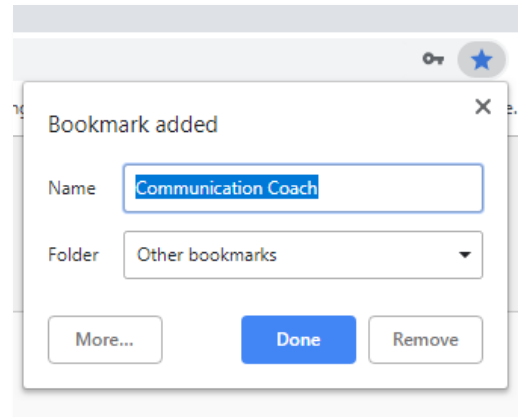 Bookmark added
Name Communication Coach
Folder Other bookmarks
More... Done Remove